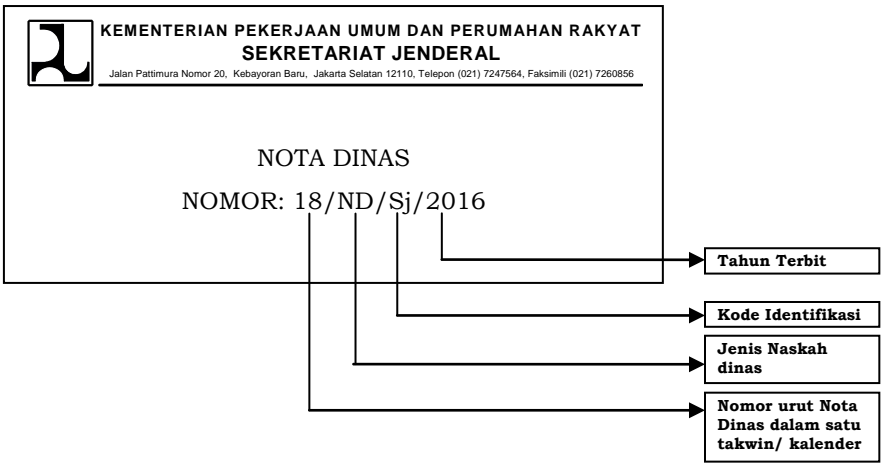 KEMENTERIAN PEKERJAAN UMUM DAN PERUMAHAN RAKYAT
SEKRETARIAT JENDERAL
Jalan Pattimura Nomor 20, Kebayoran Baru, Jakarta Selatan 12110, Telepon (021) 7247564, Faksimili (021) 7260856
NOTA DINAS
NOMOR: 18/ND/Sj/2016
Tahun Terbit
Kode Identifikasi
Jenis Naskah
dinas
Nomor urut Nota
Dinas dalam satu
takwin/ kalender